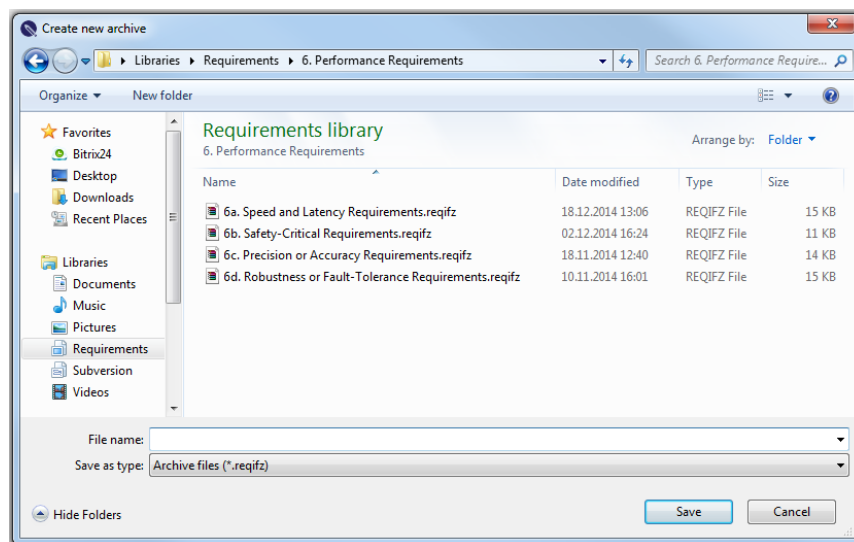 Create new archive
Libraries Requirements 6. Performance Requirements Search 6. Performance Require...
Organize New folder
Favorites
Bitrix24
Desktop
Downloads
Recent Places
Libraries
Documents
Music
Pictures
Requirements
Subversion
Videos
Requirements library
6. Performance Requirements
Arrange by: Folder
Name Date modified Type Size
6a. Speed and Latency Requirements.reqifz 18.12.2014 13:06 REQIFZ File 15 KB
6b. Safety-Critical Requirements.reqifz 02.12.2014 16:24 REQIFZ File 11 KB
6c. Precision or Accuracy Requirements.reqifz 18.11.2014 12:40 REQIFZ File 14 KB
6d. Robustness or Fault-Tolerance Requirements.reqifz 10.11.2014 16:01 REQIFZ File 15 KB
File name:
Save as type: Archive files (*.reqifz)
Hide Folders Save Cancel